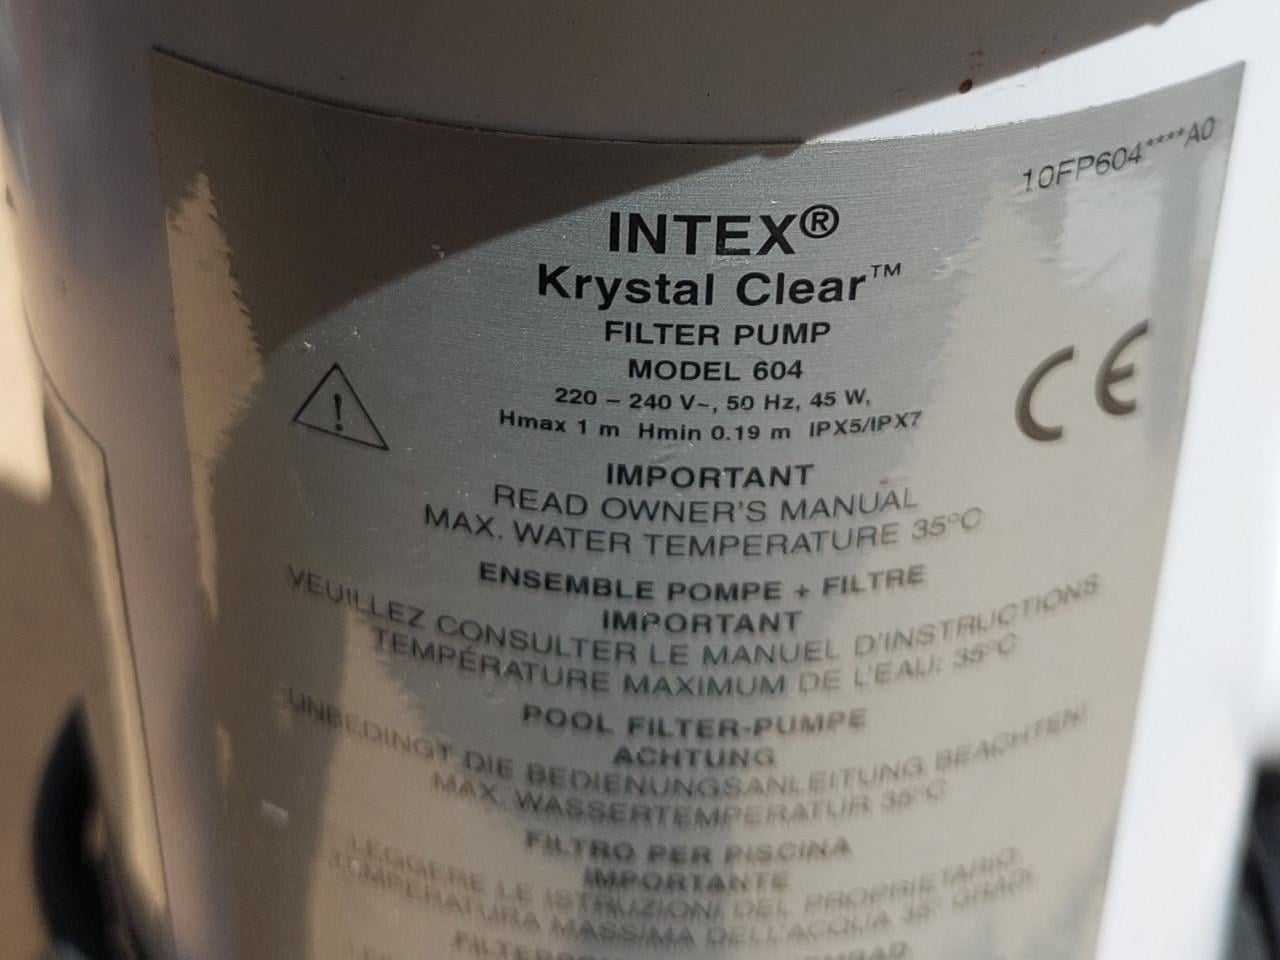 10FP604****A0
INTEX®
Krystal Clear™
FILTER PUMP
MODEL 604
220 – 240 V~, 50 Hz, 45 W,
Hmax 1 m Hmin 0.19 m IPX5/IPX7
CE
IMPORTANT
READ OWNER'S MANUAL
MAX. WATER TEMPERATURE 35°C
ENSEMBLE POMPE + FILTRE
IMPORTANT
VEUILLEZ CONSULTER LE MANUEL D'INSTRUCTIONS
TEMPÉRATURE MAXIMUM DE L'EAU: 35°C
POOL FILTER-PUMPE
ACHTUNG
UNBEDINGT DIE BEDIENUNGSANLEITUNG BEACHTEN!
MAX. WASSERTEMPERATUR 35°C
FILTRO PER PISCINA
IMPORTANTE
LEGGERE LE ISTRUZIONI DEL PROPRIETARIO
TEMPERATURA MASSIMA DELL'ACQUA 35° GRADI